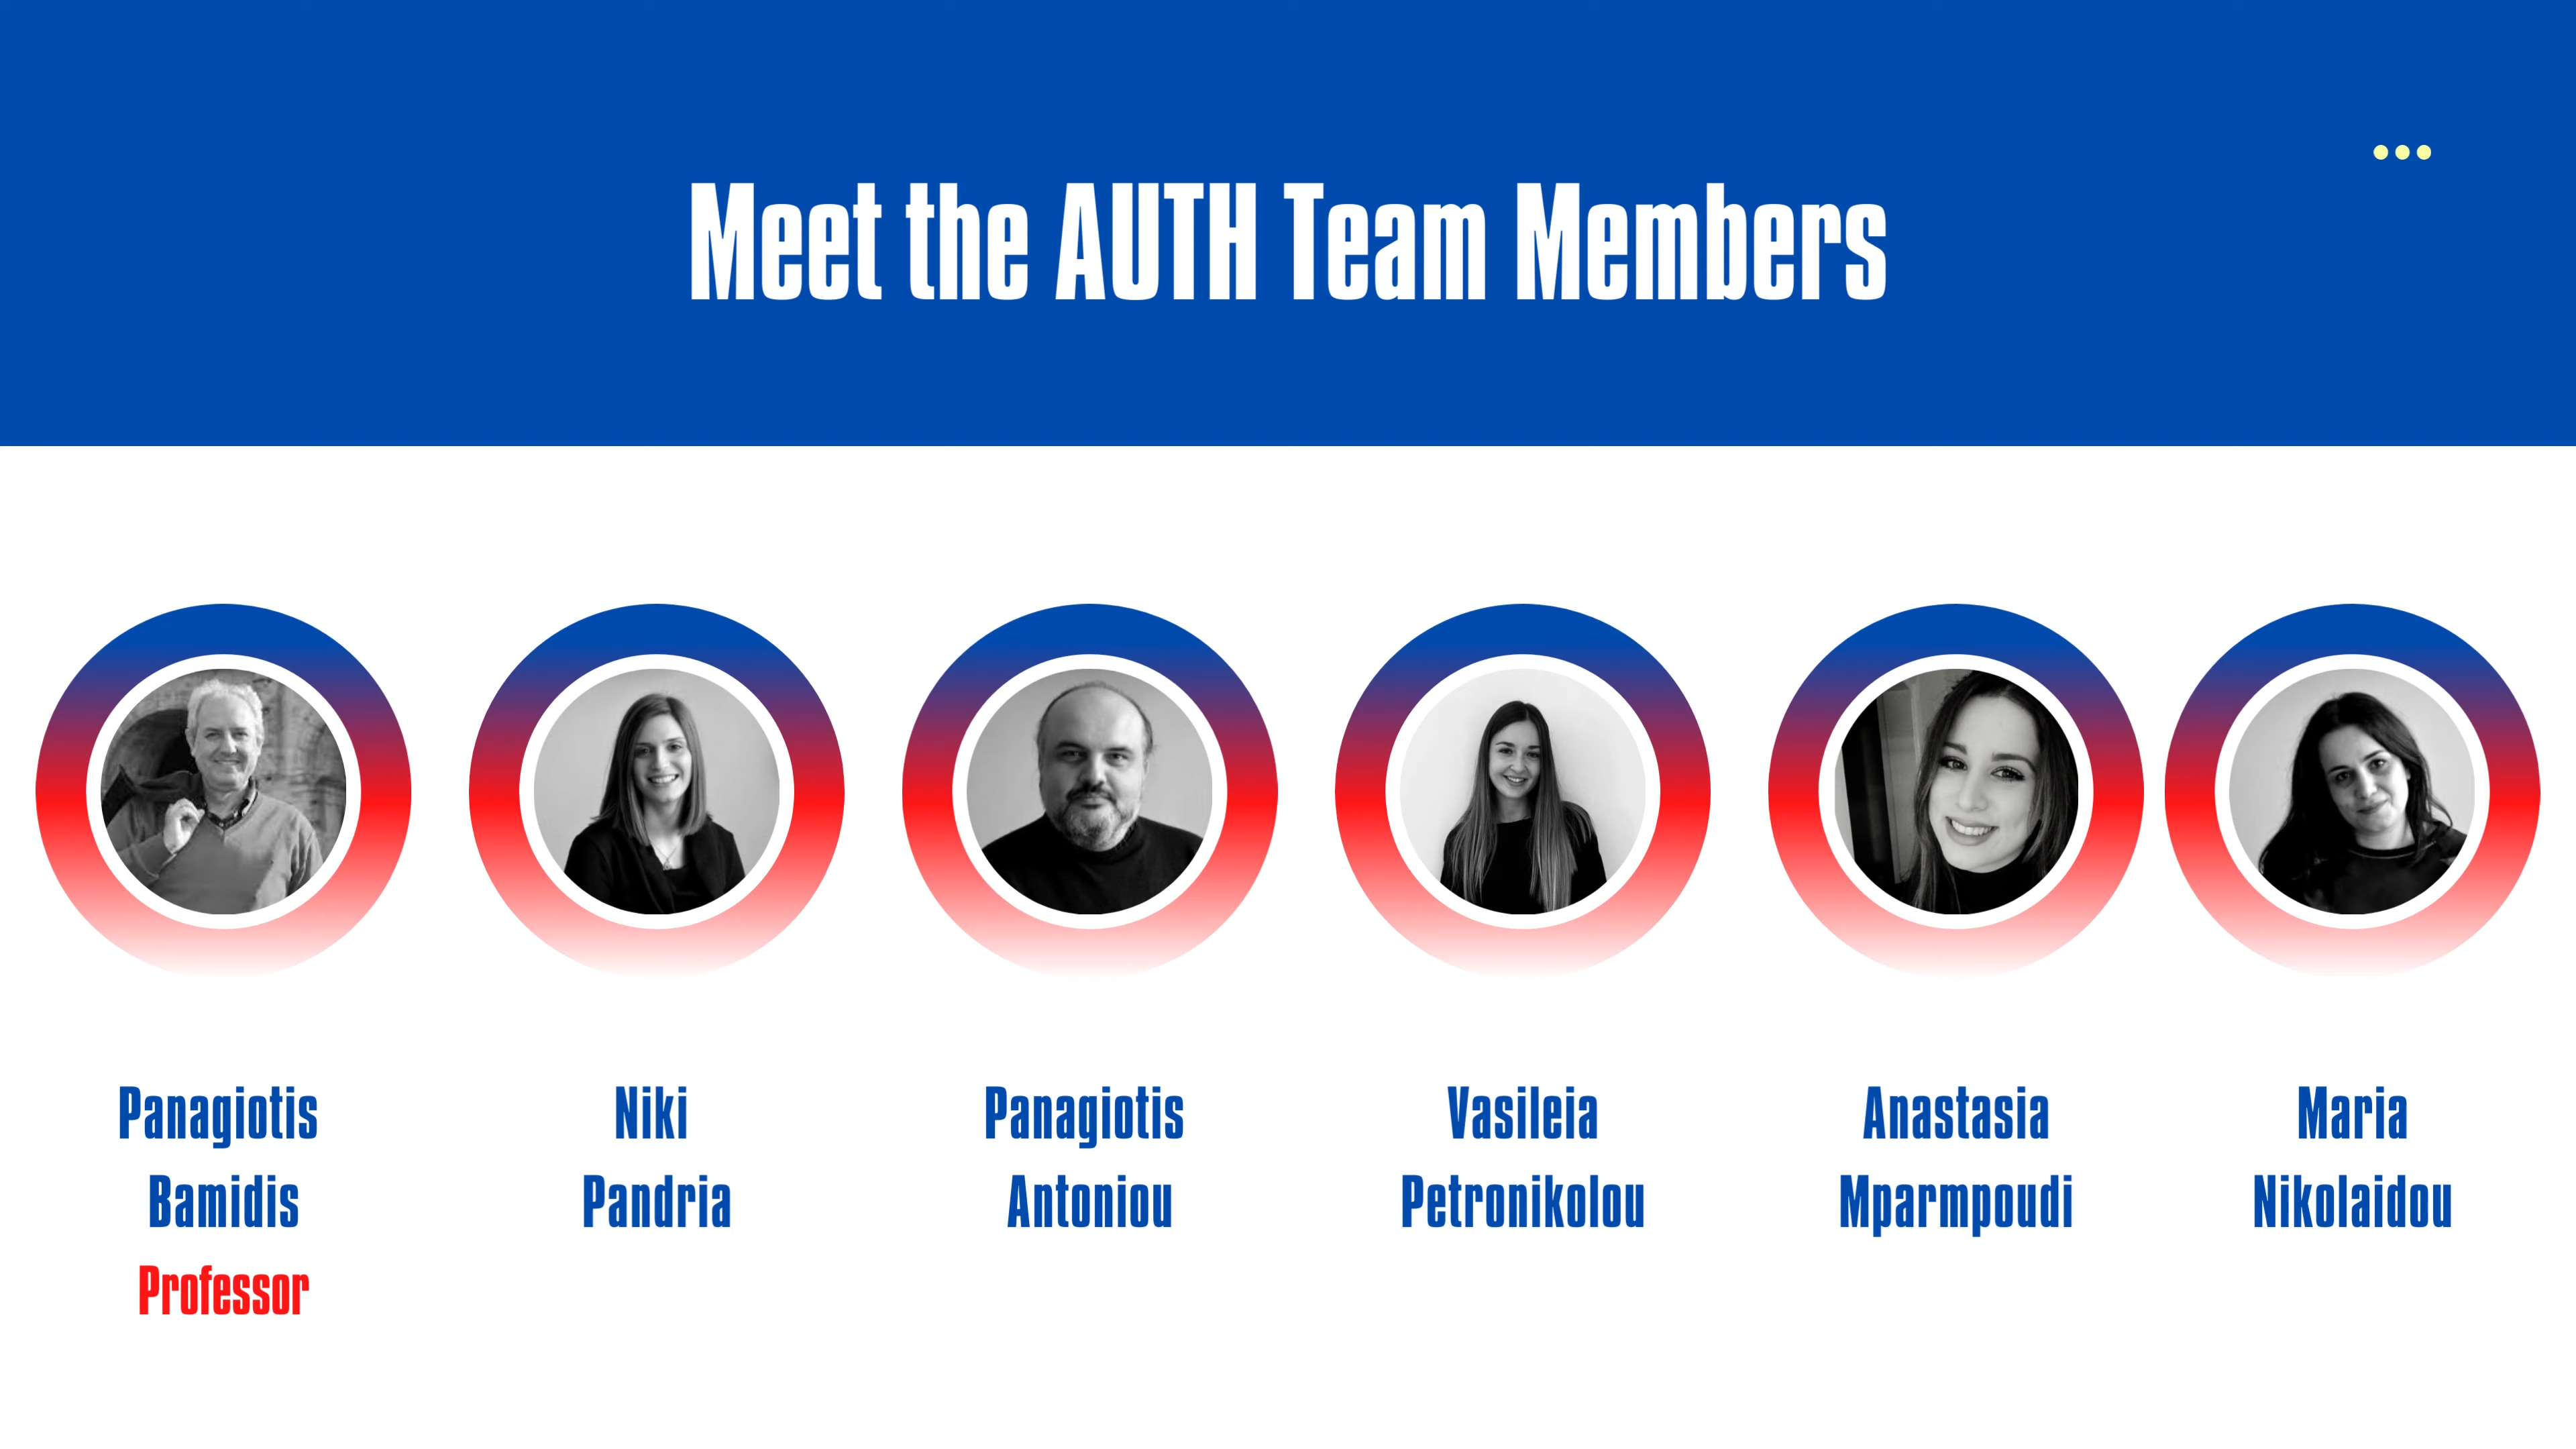 Meet the AUTH Team Members
Panagiotis
Bamidis
Professor
Niki
Pandria
Panagiotis
Antoniou
Vasileia
Petronikolou
Anastasia
Mparmpoudi
Maria
Nikolaidou